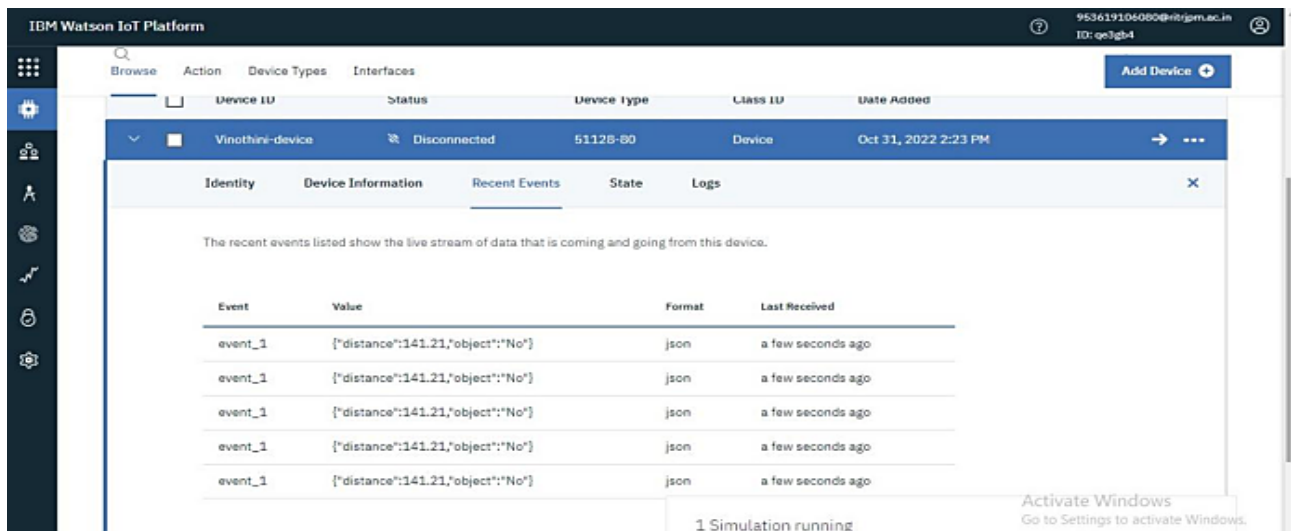 IBM Watson IoT Platform
953619106080@ritrjpm.ac.in
ID: qe3gb4
Browse Action Device Types Interfaces
Add Device
Device ID Status Device Type Class ID Date Added
Vinothini-device Disconnected 51128-80 Device Oct 31, 2022 2:23 PM
Identity Device Information Recent Events State Logs
The recent events listed show the live stream of data that is coming and going from this device.
Event Value Format Last Received
event_1 {"distance":141.21,"object":"No"} json a few seconds ago
event_1 {"distance":141.21,"object":"No"} json a few seconds ago
event_1 {"distance":141.21,"object":"No"} json a few seconds ago
event_1 {"distance":141.21,"object":"No"} json a few seconds ago
event_1 {"distance":141.21,"object":"No"} json a few seconds ago
Activate Windows
1 Simulation running
Go to Settings to activate Windows.